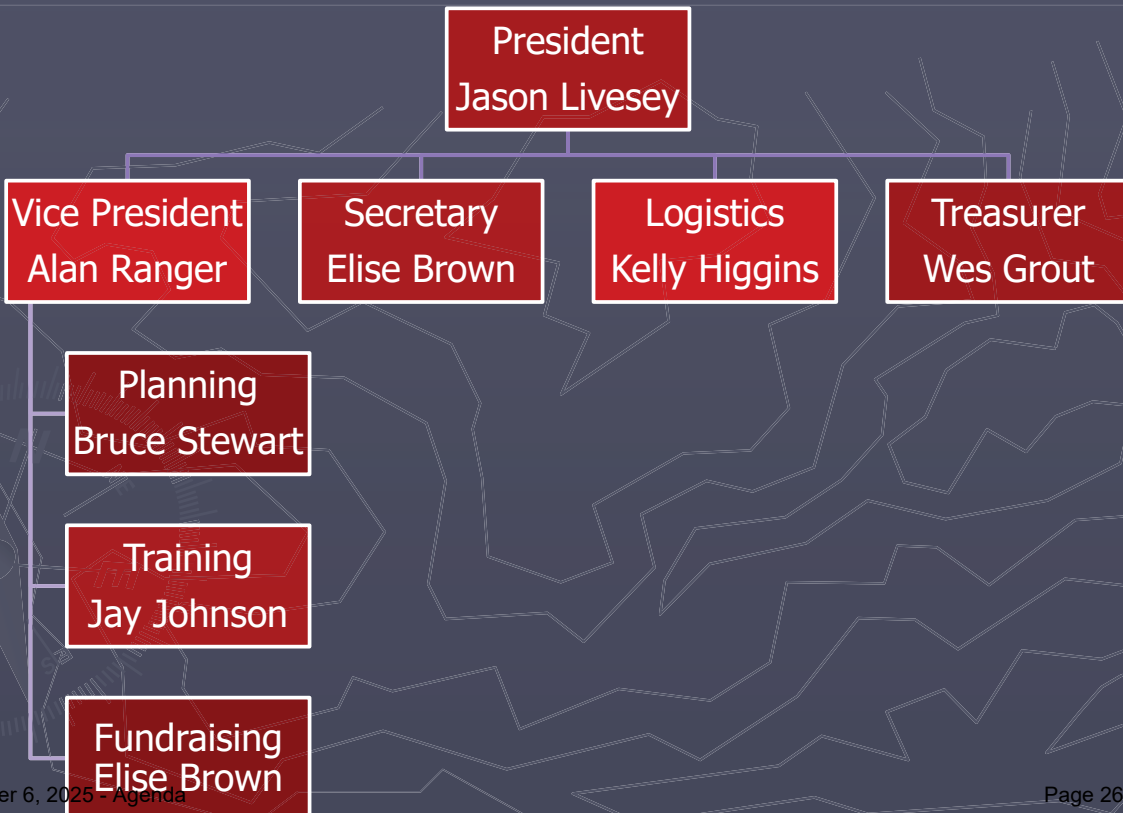 President
Jason Livesey
Vice President
Alan Ranger
Secretary
Elise Brown
Logistics
Kelly Higgins
Treasurer
Wes Grout
Planning
Bruce Stewart
Training
Jay Johnson
Fundraising
Elise Brown
6, 2025 - Agenda
Page 26